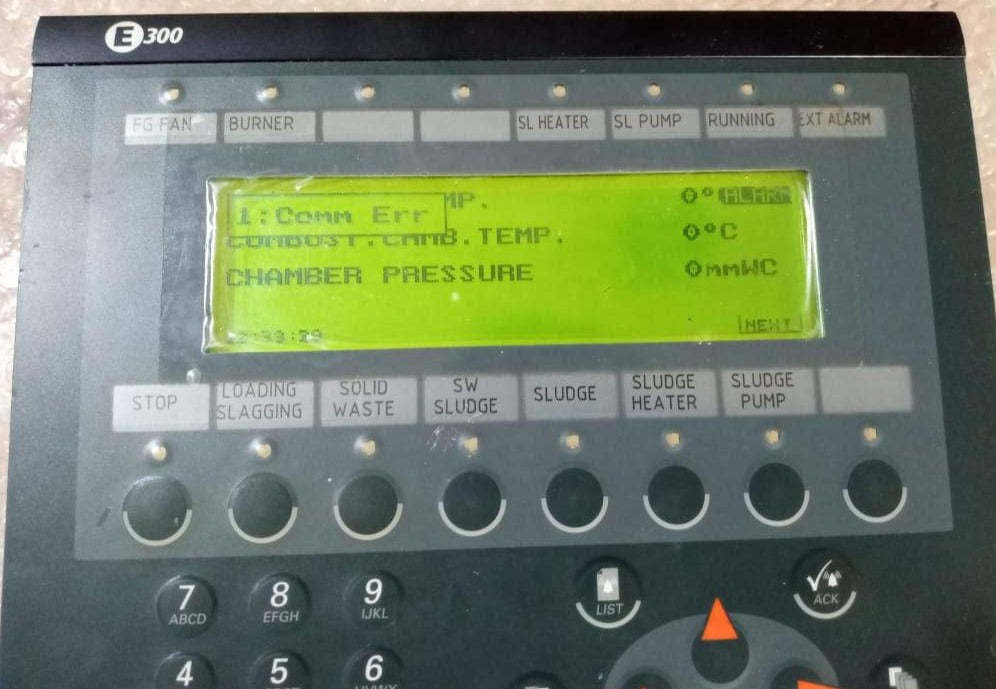 E300
FG FAN BURNER SL HEATER SL PUMP RUNNING EXT ALARM
MP. 0° ALARM
1:Comm Err
COMBUST.CHMB.TEMP. 0°C
CHAMBER PRESSURE 0mmWC
NEXT
STOP
LOADING
SLAGGING
SOLID
WASTE
SW
SLUDGE
SLUDGE
SLUDGE
HEATER
SLUDGE
PUMP
7 8 9
ABCD EFGH IJKL
LIST ACK
4 5 6